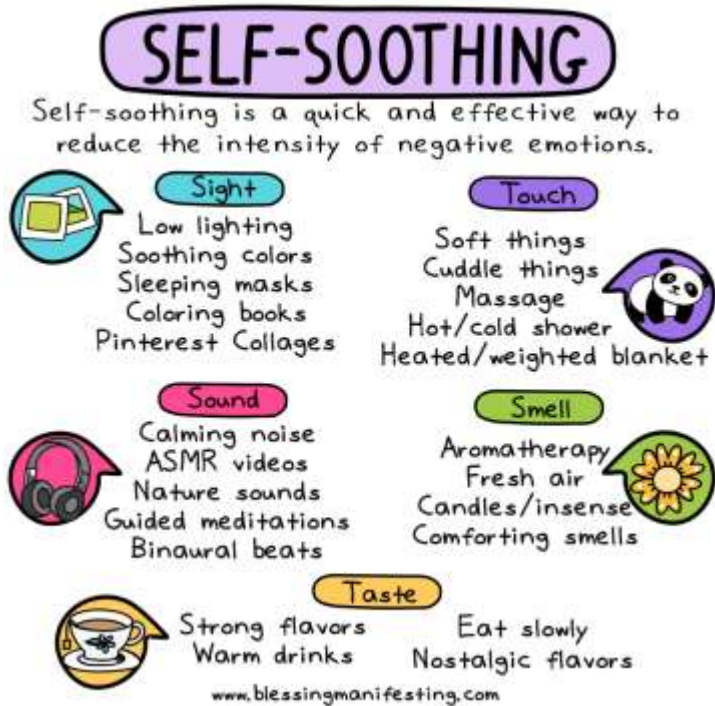 SELF-SOOTHING
Self-soothing is a quick and effective way to
reduce the intensity of negative emotions.
Sight
Low lighting
Soothing colors
Sleeping masks
Coloring books
Pinterest Collages
Touch
Soft things
Cuddle things
Massage
Hot/cold shower
Heated/weighted blanket
Sound
Calming noise
ASMR videos
Nature sounds
Guided meditations
Binaural beats
Smell
Aromatherapy
Fresh air
Candles/insense
Comforting smells
Taste
Strong flavors
Warm drinks
Eat slowly
Nostalgic flavors
www.blessingmanifesting.com